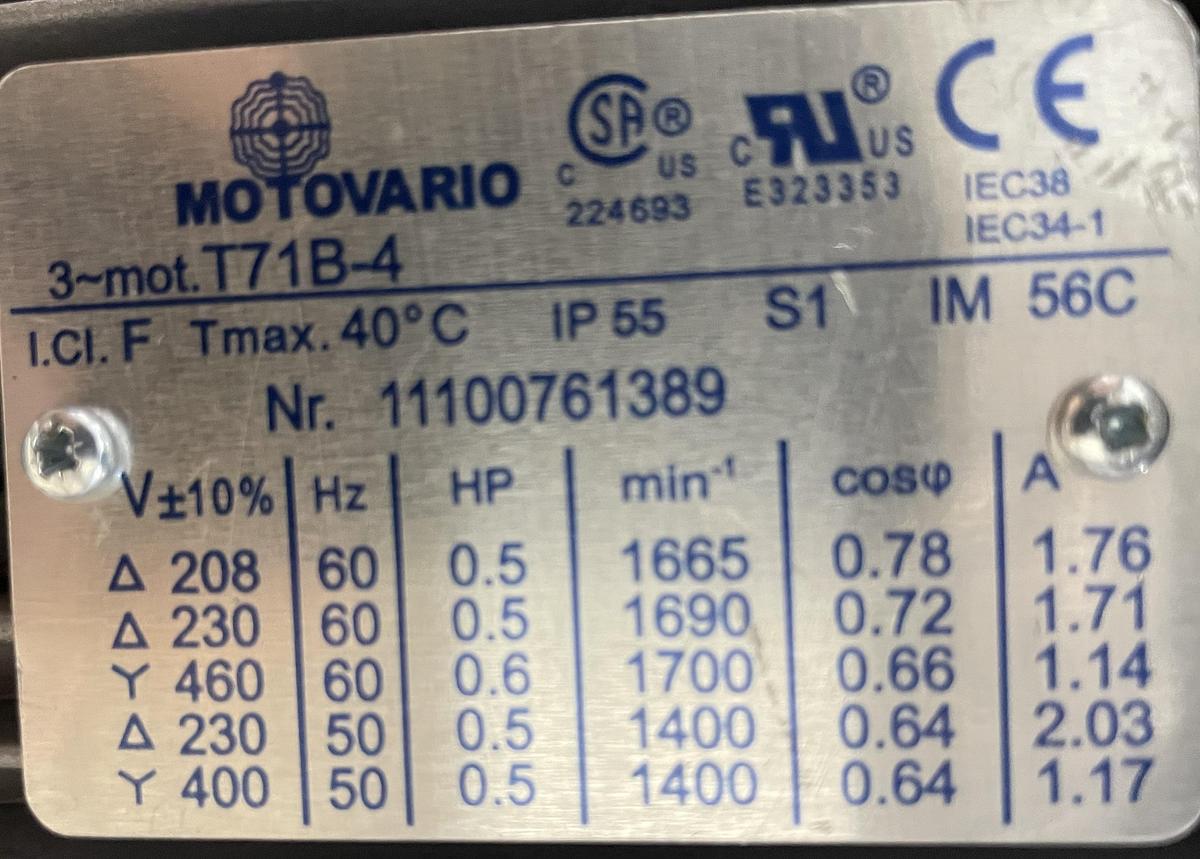 MOTOVARIO
C SA ® US
224693
C RU ® US
E323353
CE
IEC38
IEC34-1
3~mot. T71B-4
I.Cl. F Tmax. 40°C IP 55 S1 IM 56C
Nr. 11100761389
V±10% Hz HP min⁻¹ cosφ A
Δ 208 60 0.5 1665 0.78 1.76
Δ 230 60 0.5 1690 0.72 1.71
Y 460 60 0.6 1700 0.66 1.14
Δ 230 50 0.5 1400 0.64 2.03
Y 400 50 0.5 1400 0.64 1.17